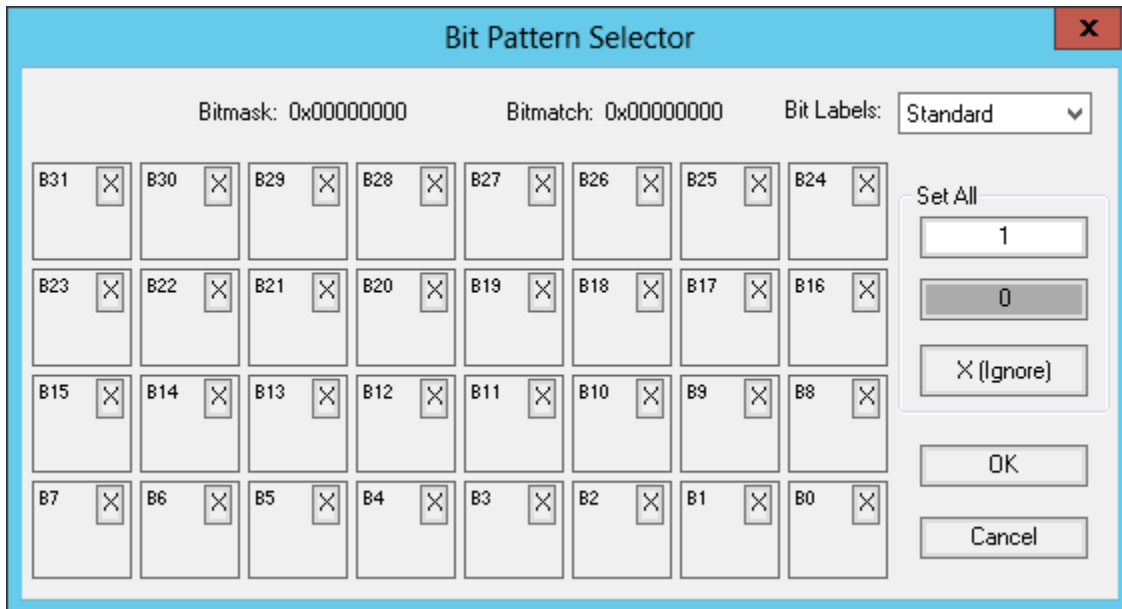 Bit Pattern Selector
x
Bitmask: 0x00000000 Bitmatch: 0x00000000 Bit Labels: Standard
B31 X B30 X B29 X B28 X B27 X B26 X B25 X B24 X
Set All
1
B23 X B22 X B21 X B20 X B19 X B18 X B17 X B16 X
0
X (Ignore)
B15 X B14 X B13 X B12 X B11 X B10 X B9 X B8 X
OK
B7 X B6 X B5 X B4 X B3 X B2 X B1 X B0 X
Cancel